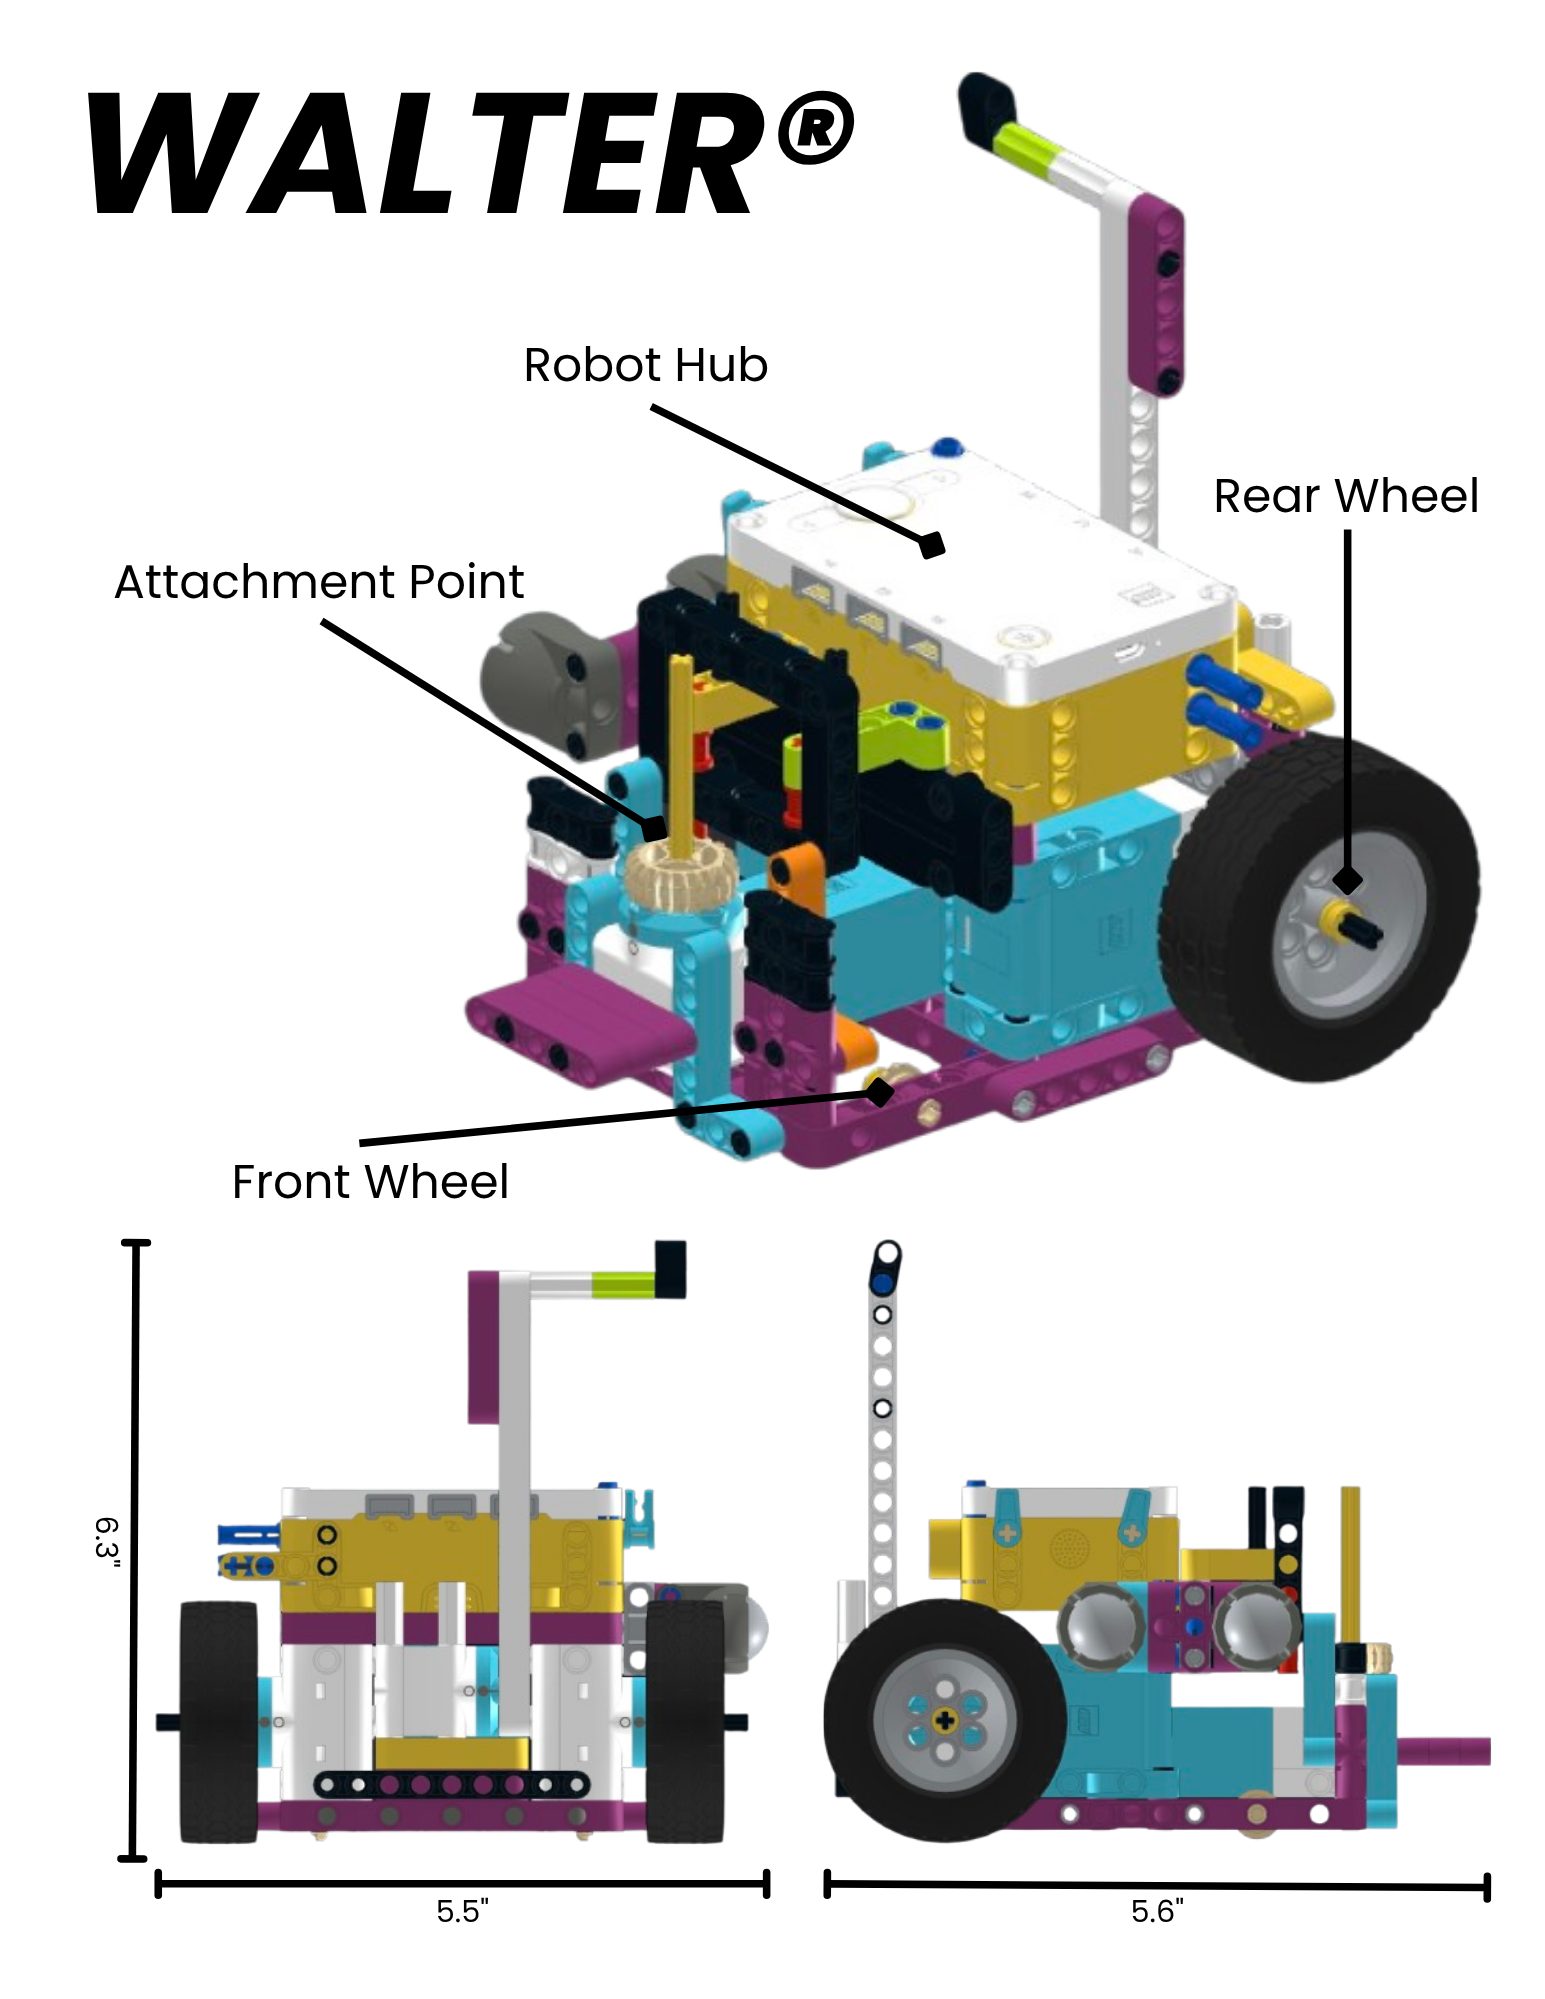 WALTER®
Robot Hub
Rear Wheel
Attachment Point
Front Wheel
6.3"
5.5"
5.6"